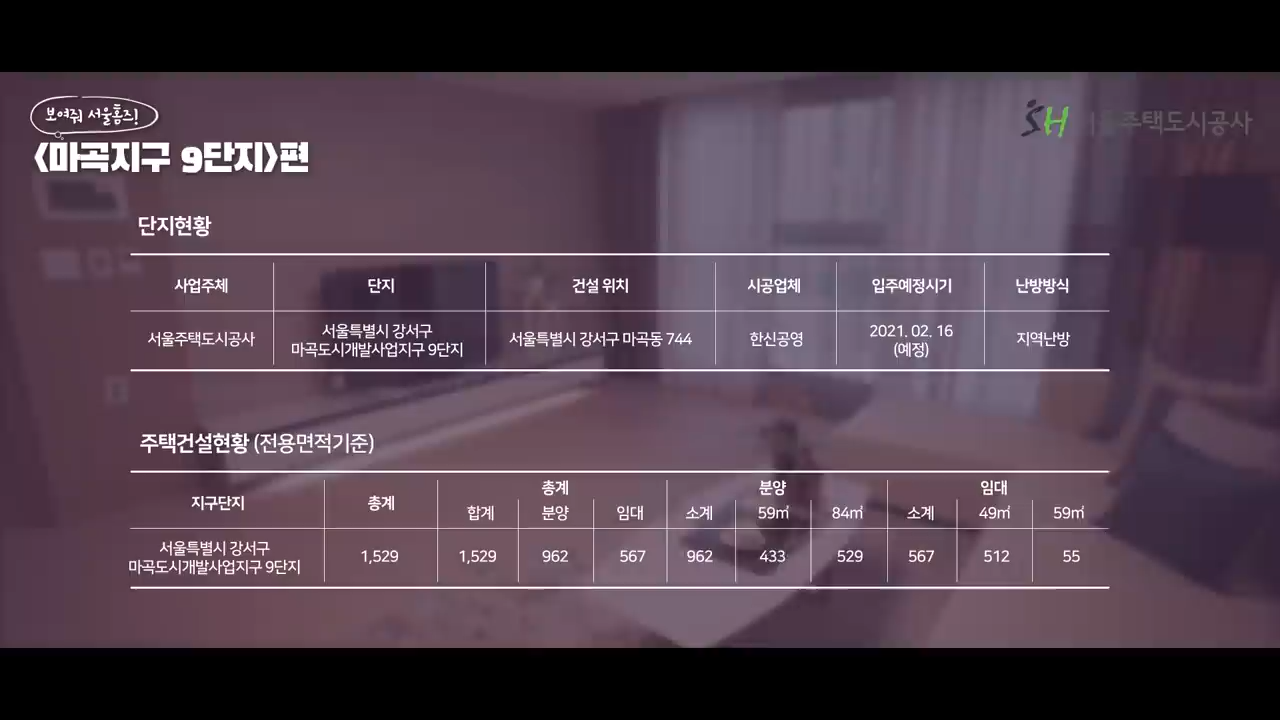 보여줘 서울홈즈!
<마곡지구 9단지>편
SH 서울주택도시공사
단지현황
사업주체 단지 건설 위치 시공업체 입주예정시기 난방방식
서울주택도시공사 서울특별시 강서구 마곡도시개발사업지구 9단지 서울특별시 강서구 마곡동 744 한신공영 2021. 02. 16 (예정) 지역난방
주택건설현황 (전용면적기준)
지구단지 총계 총계 분양 임대
합계 분양 임대 소계 59㎡ 84㎡ 소계 49㎡ 59㎡
서울특별시 강서구 마곡도시개발사업지구 9단지 1,529 1,529 962 567 962 433 529 567 512 55